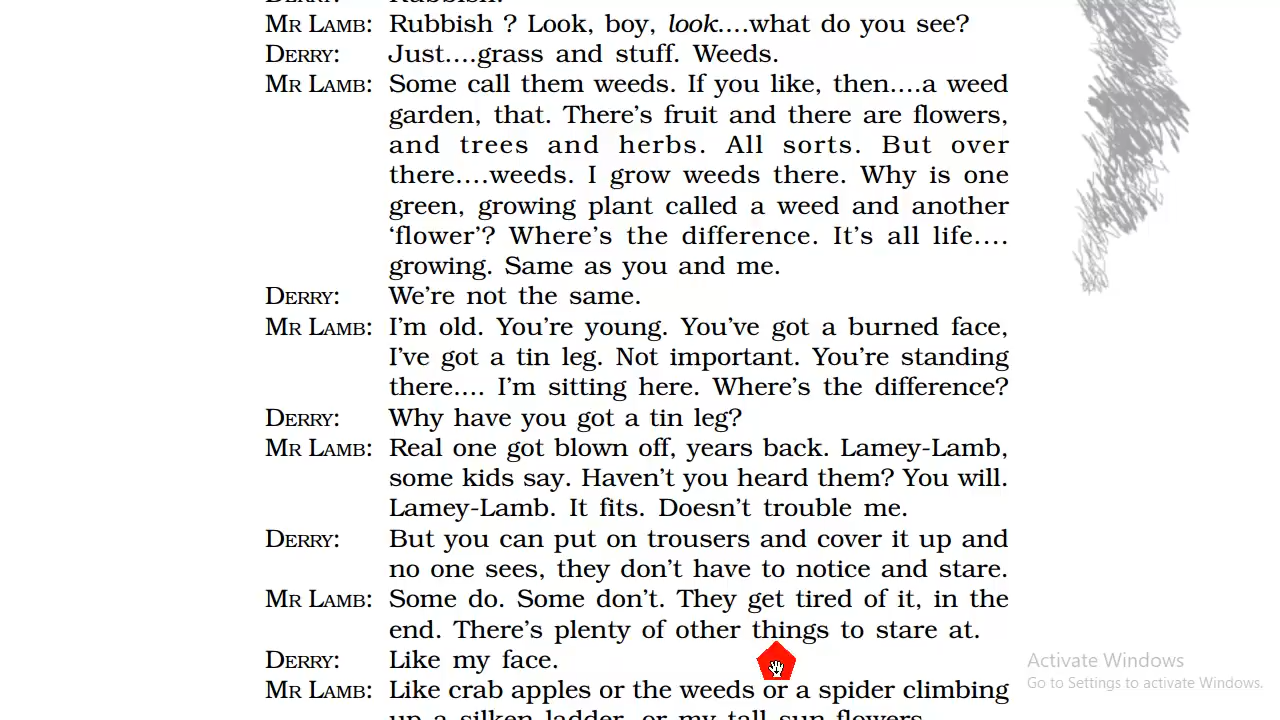 DERRY: Rubbish.
MR LAMB: Rubbish ? Look, boy, look....what do you see?
DERRY: Just....grass and stuff. Weeds.
MR LAMB: Some call them weeds. If you like, then....a weed
garden, that. There's fruit and there are flowers,
and trees and herbs. All sorts. But over
there....weeds. I grow weeds there. Why is one
green, growing plant called a weed and another
‘flower’? Where's the difference. It's all life....
growing. Same as you and me.
DERRY: We're not the same.
MR LAMB: I'm old. You're young. You've got a burned face,
I've got a tin leg. Not important. You're standing
there.... I'm sitting here. Where's the difference?
DERRY: Why have you got a tin leg?
MR LAMB: Real one got blown off, years back. Lamey-Lamb,
some kids say. Haven't you heard them? You will.
Lamey-Lamb. It fits. Doesn't trouble me.
DERRY: But you can put on trousers and cover it up and
no one sees, they don't have to notice and stare.
MR LAMB: Some do. Some don't. They get tired of it, in the
end. There's plenty of other things to stare at.
DERRY: Like my face.
MR LAMB: Like crab apples or the weeds or a spider climbing
up a silken ladder, or my tall sun-flowers.
Activate Windows
Go to Settings to activate Windows.